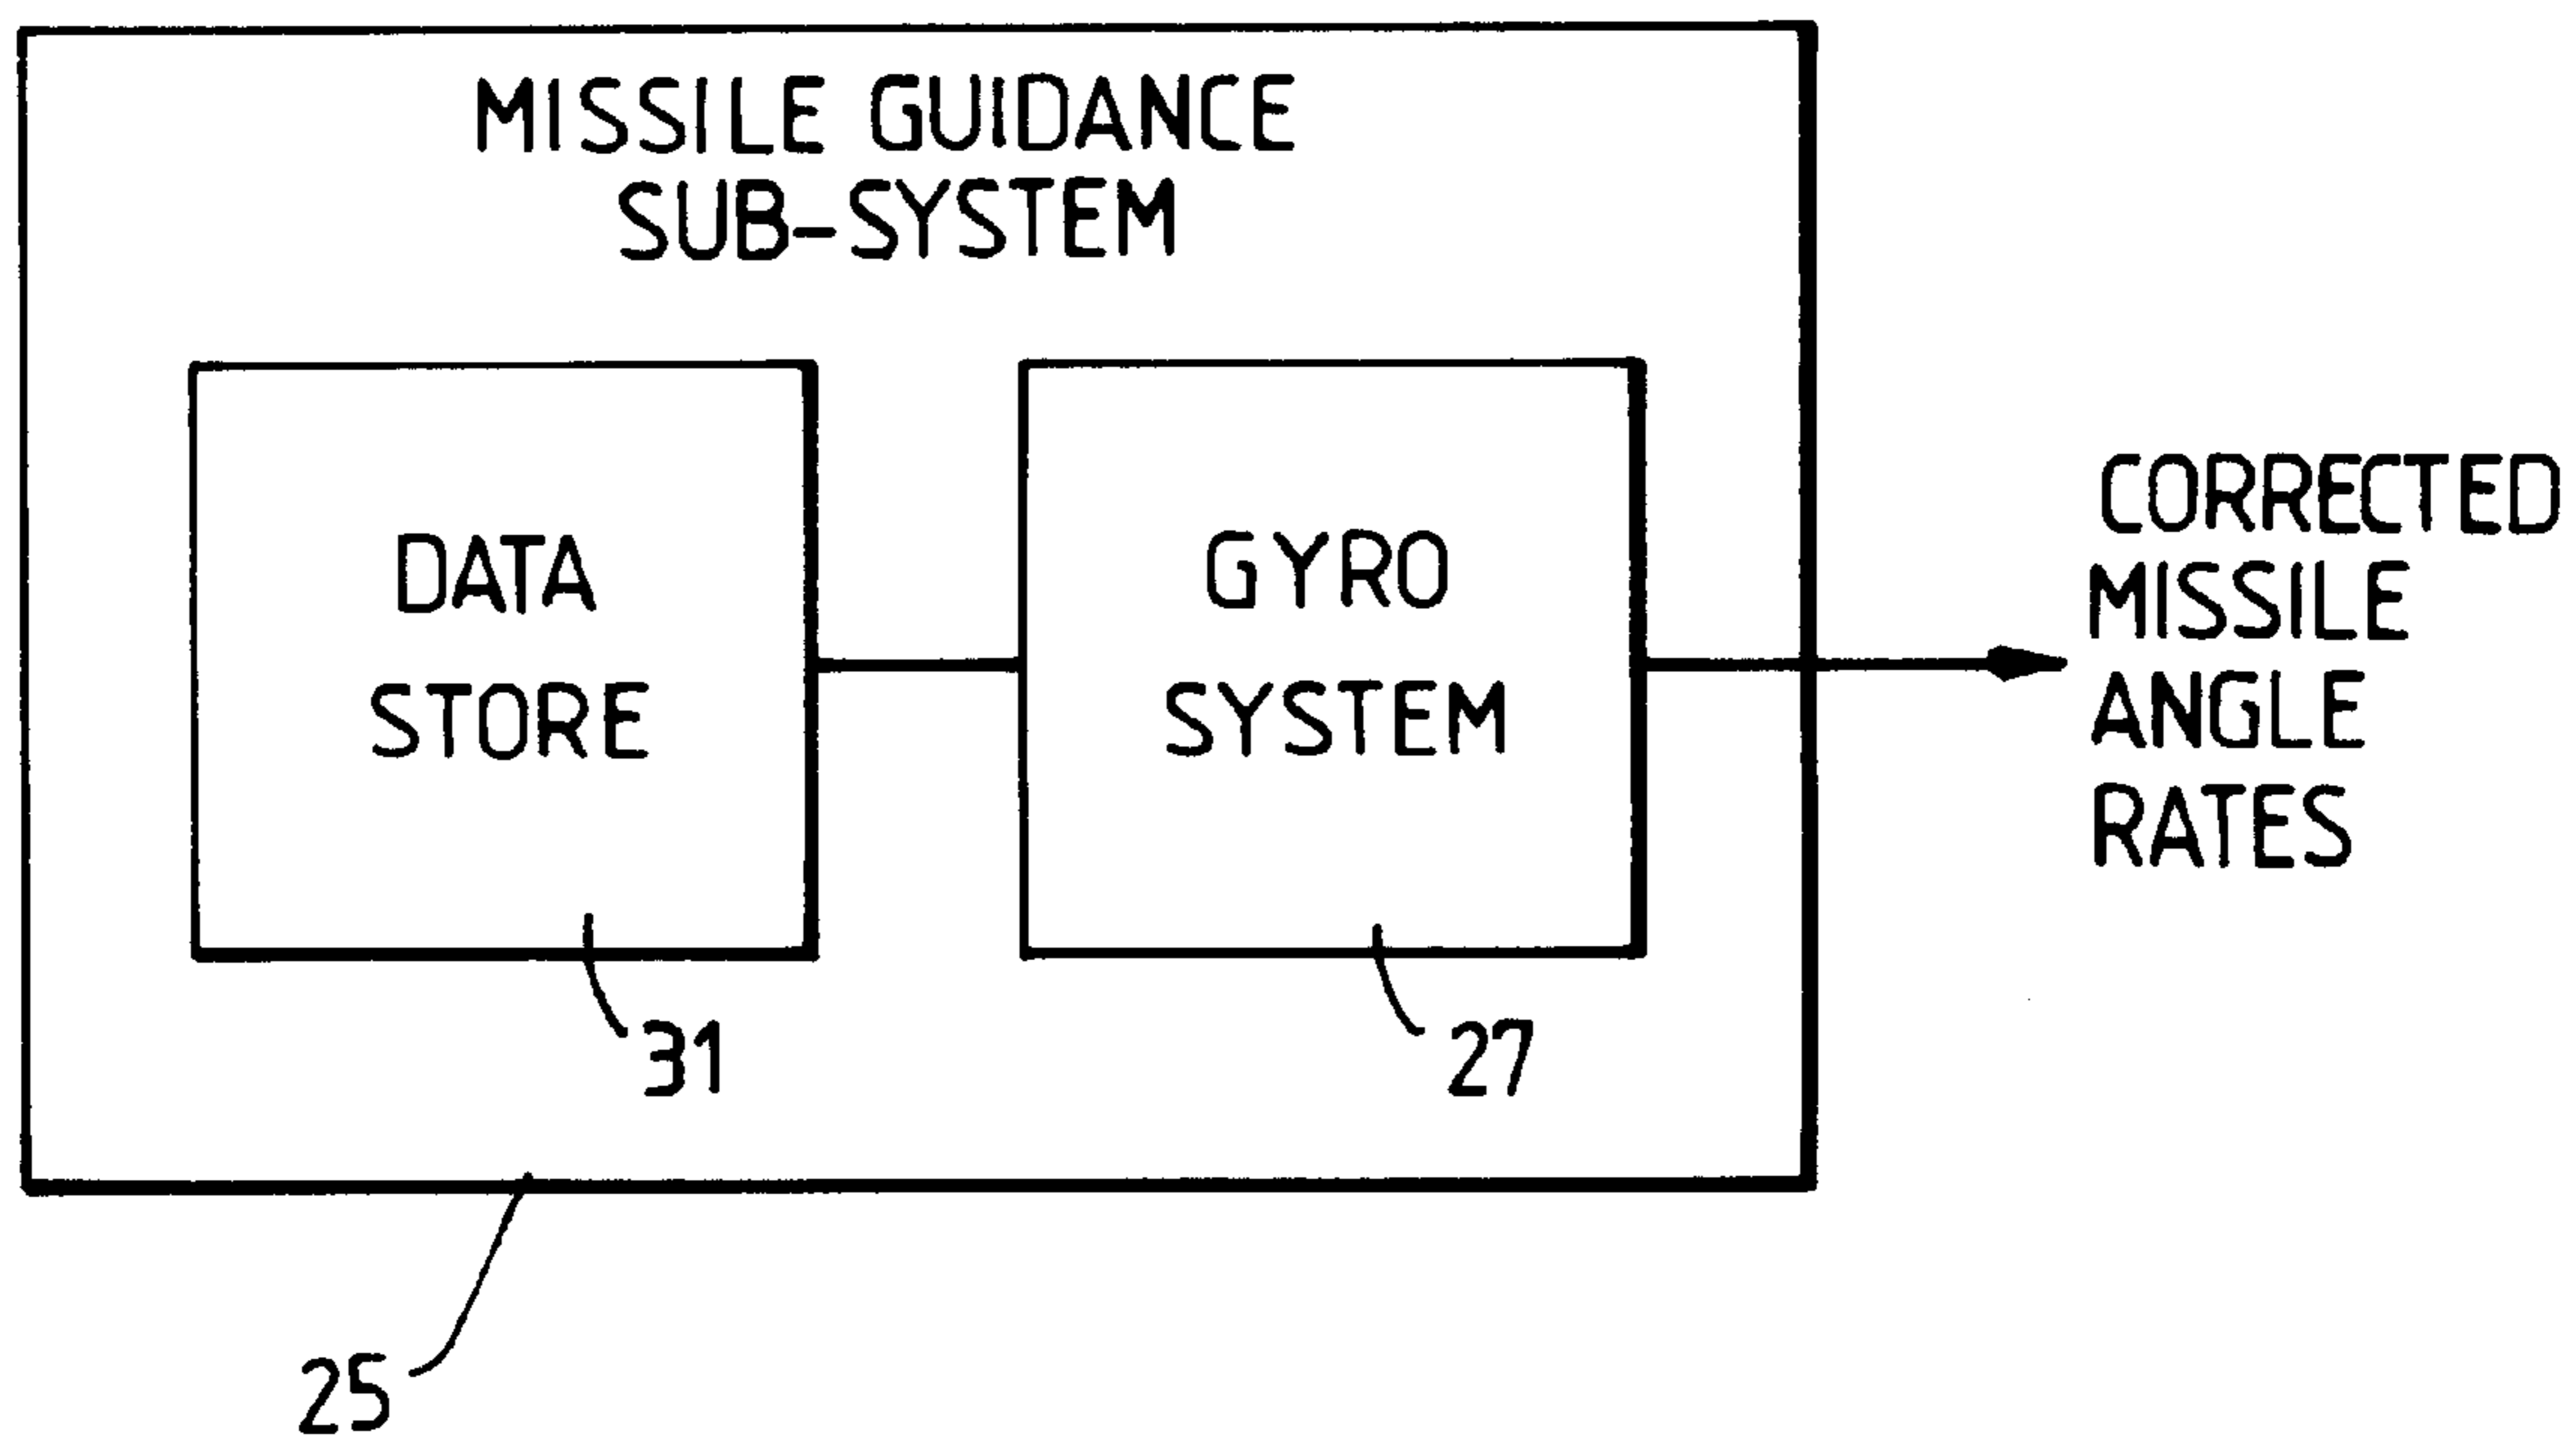 MISSILE GUIDANCE
SUB-SYSTEM
DATA
STORE
GYRO
SYSTEM
CORRECTED
MISSILE
ANGLE
RATES
31
27
25